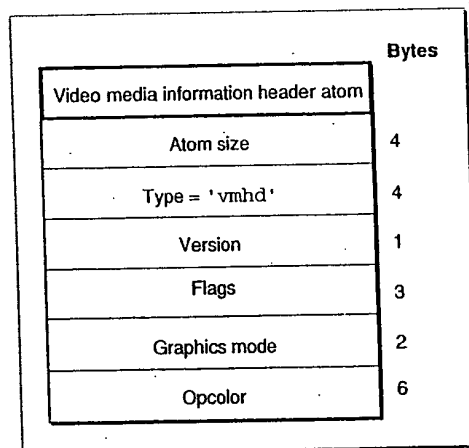 Bytes
Video media information header atom
Atom size 4
Type = 'vmhd' 4
Version 1
Flags 3
Graphics mode 2
Opcolor 6